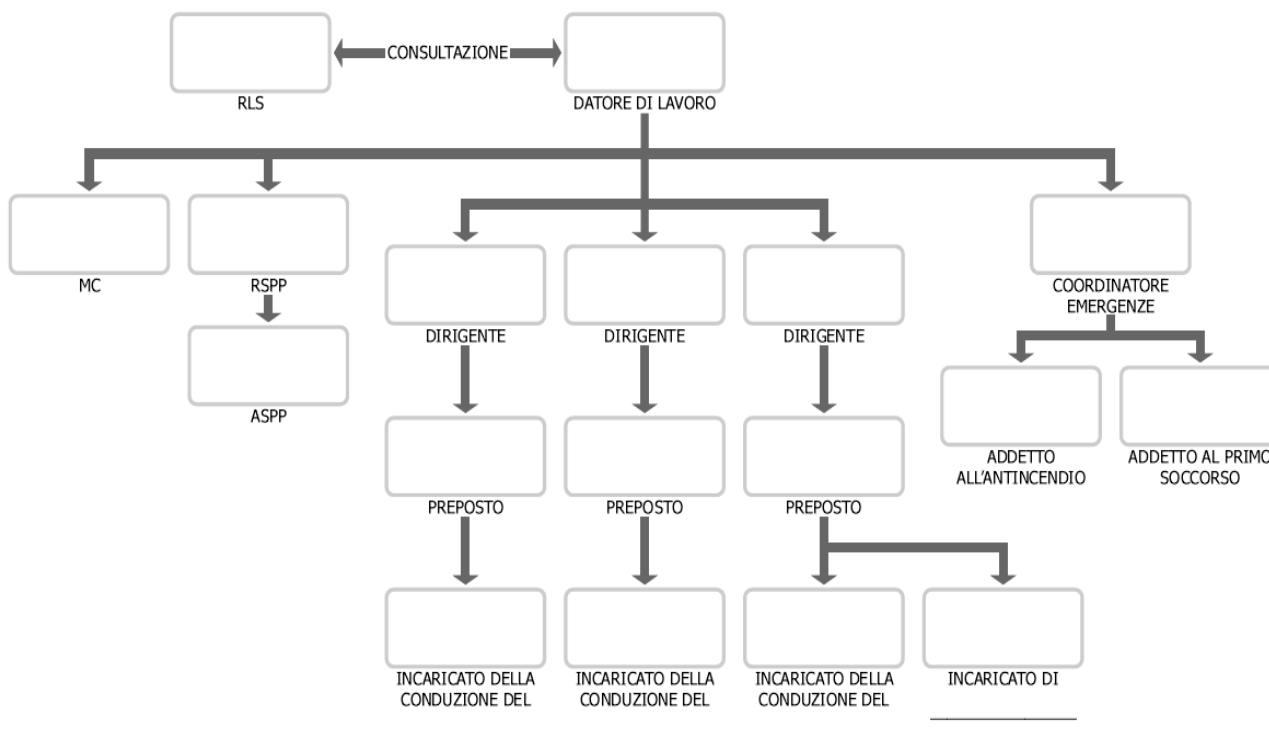 CONSULTAZIONE
RLS
DATORE DI LAVORO
MC
RSPP
COORDINATORE
EMERGENZE
DIRIGENTE
DIRIGENTE
DIRIGENTE
ASPP
ADDETTO
ALL'ANTINCENDIO
ADDETTO AL PRIMO
SOCCORSO
PREPOSTO
PREPOSTO
PREPOSTO
INCARICATO DELLA
CONDUZIONE DEL
INCARICATO DELLA
CONDUZIONE DEL
INCARICATO DELLA
CONDUZIONE DEL
INCARICATO DI